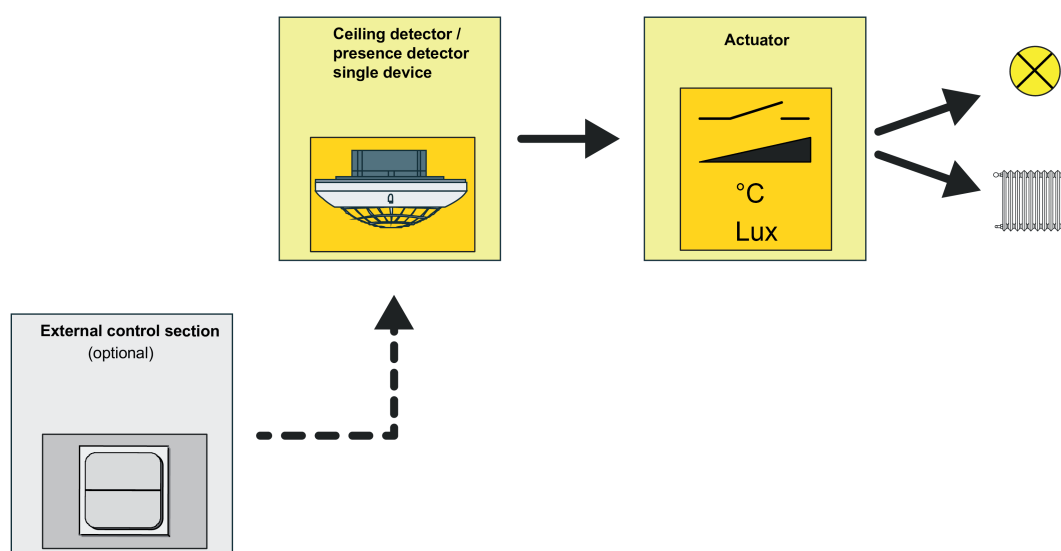 Ceiling detector /
presence detector
single device
Actuator
°C
Lux
External control section
(optional)